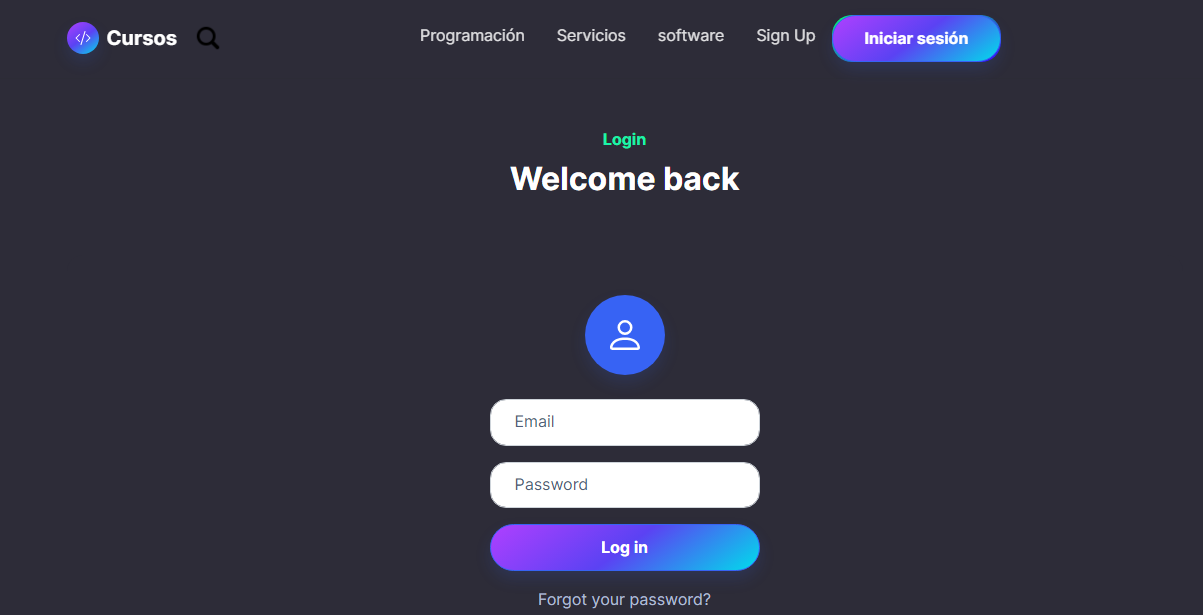 </> Cursos
Programación Servicios software Sign Up Iniciar sesión
Login
Welcome back
Email
Password
Log in
Forgot your password?